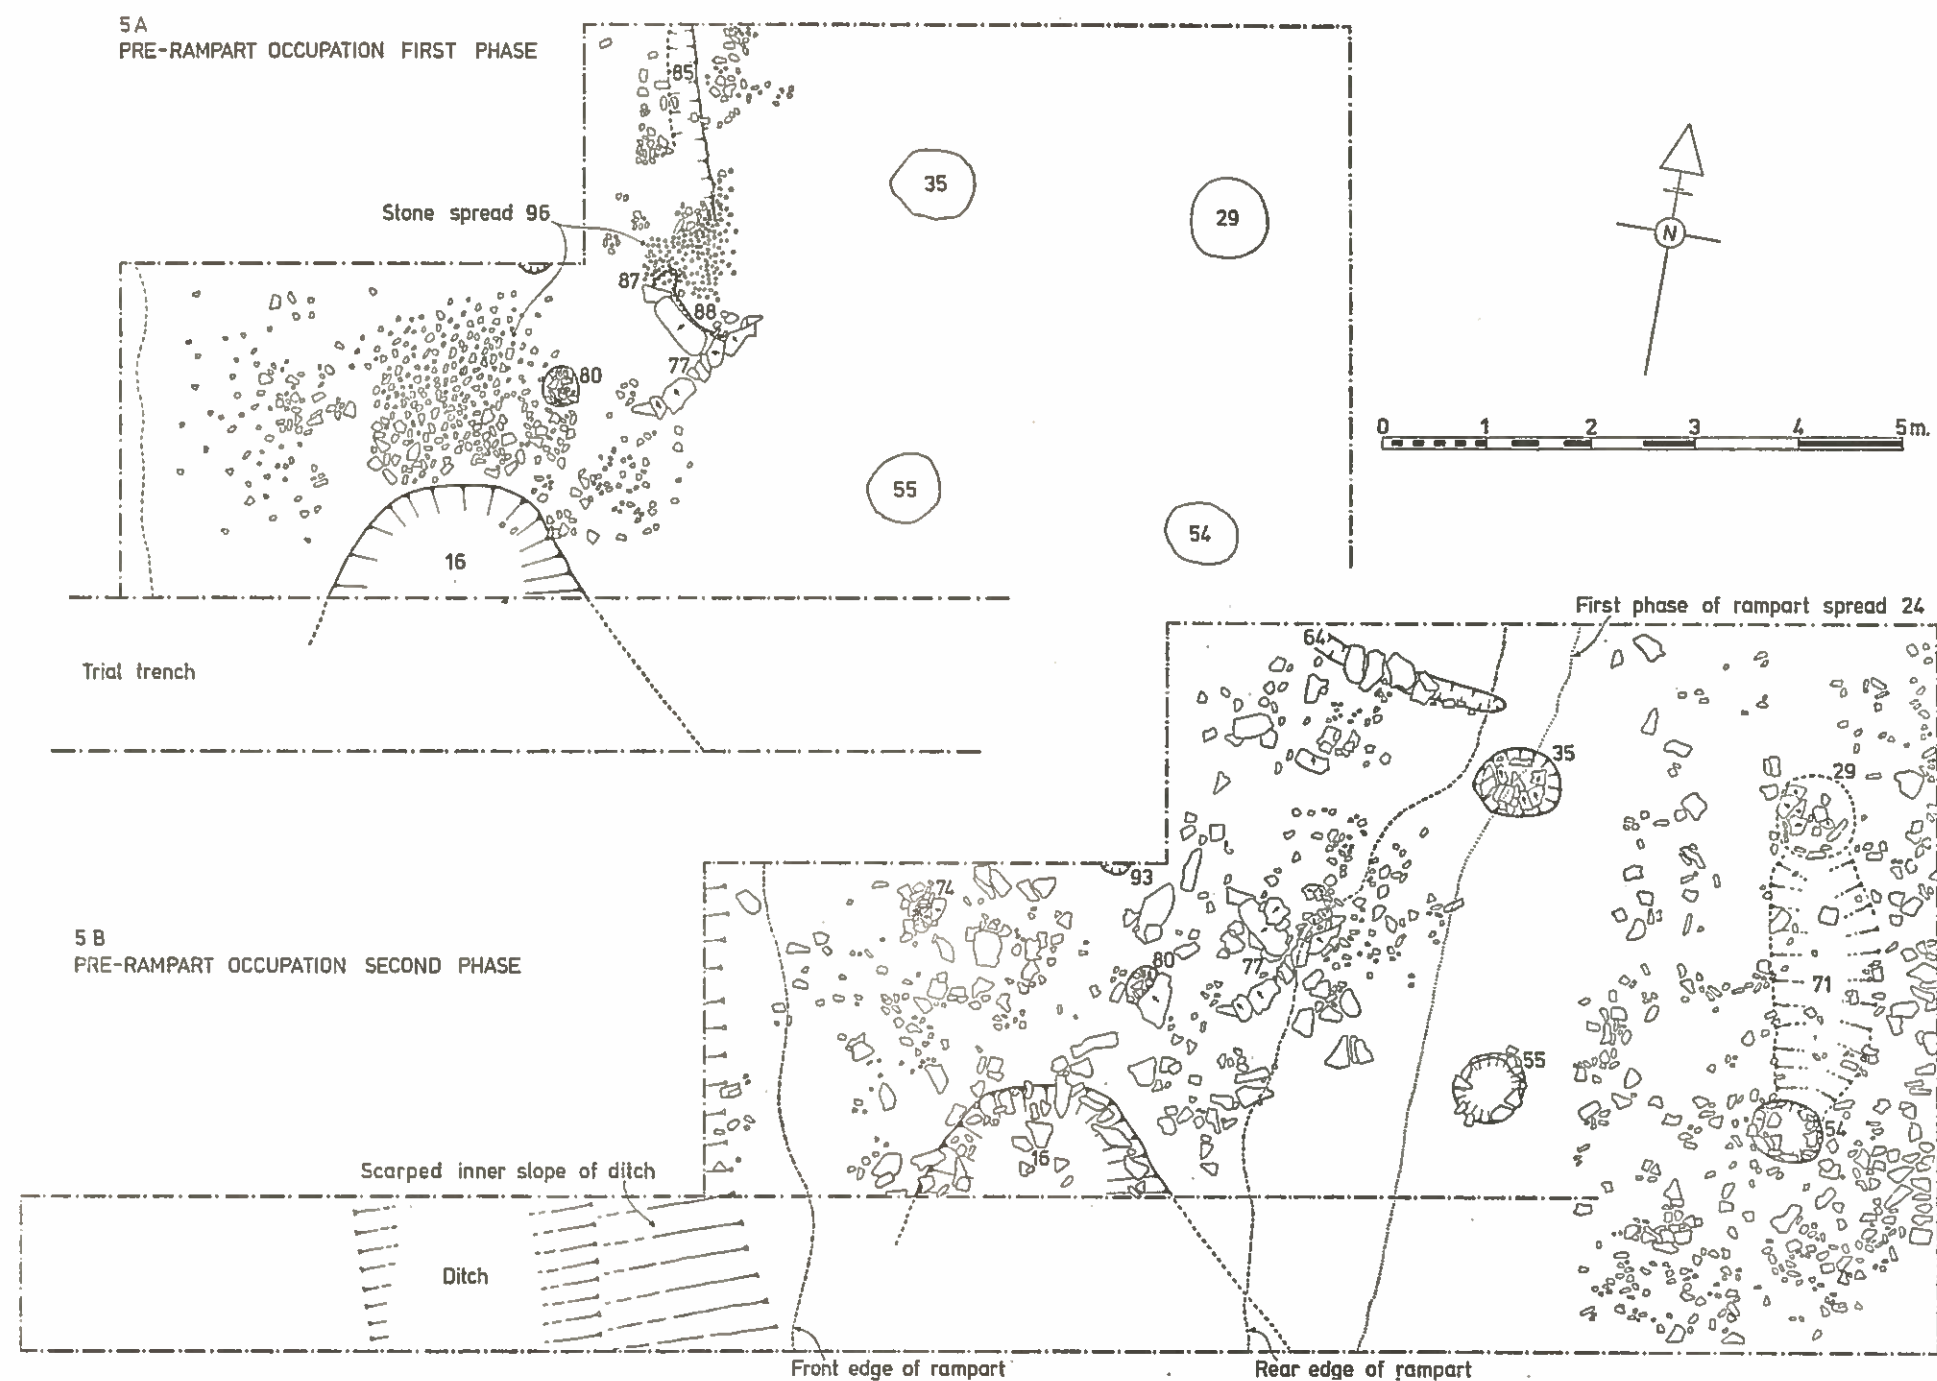 5A
PRE-RAMPART OCCUPATION FIRST PHASE
85
35
29
Stone spread 96
87
88
77
80
55
54
16
N
0 1 2 3 4 5 m.
Trial trench
First phase of rampart spread 24
64
35
29
74
93
80
77
71
55
54
16
5 B
PRE-RAMPART OCCUPATION SECOND PHASE
Scarped inner slope of ditch
Ditch
Front edge of rampart
Rear edge of rampart